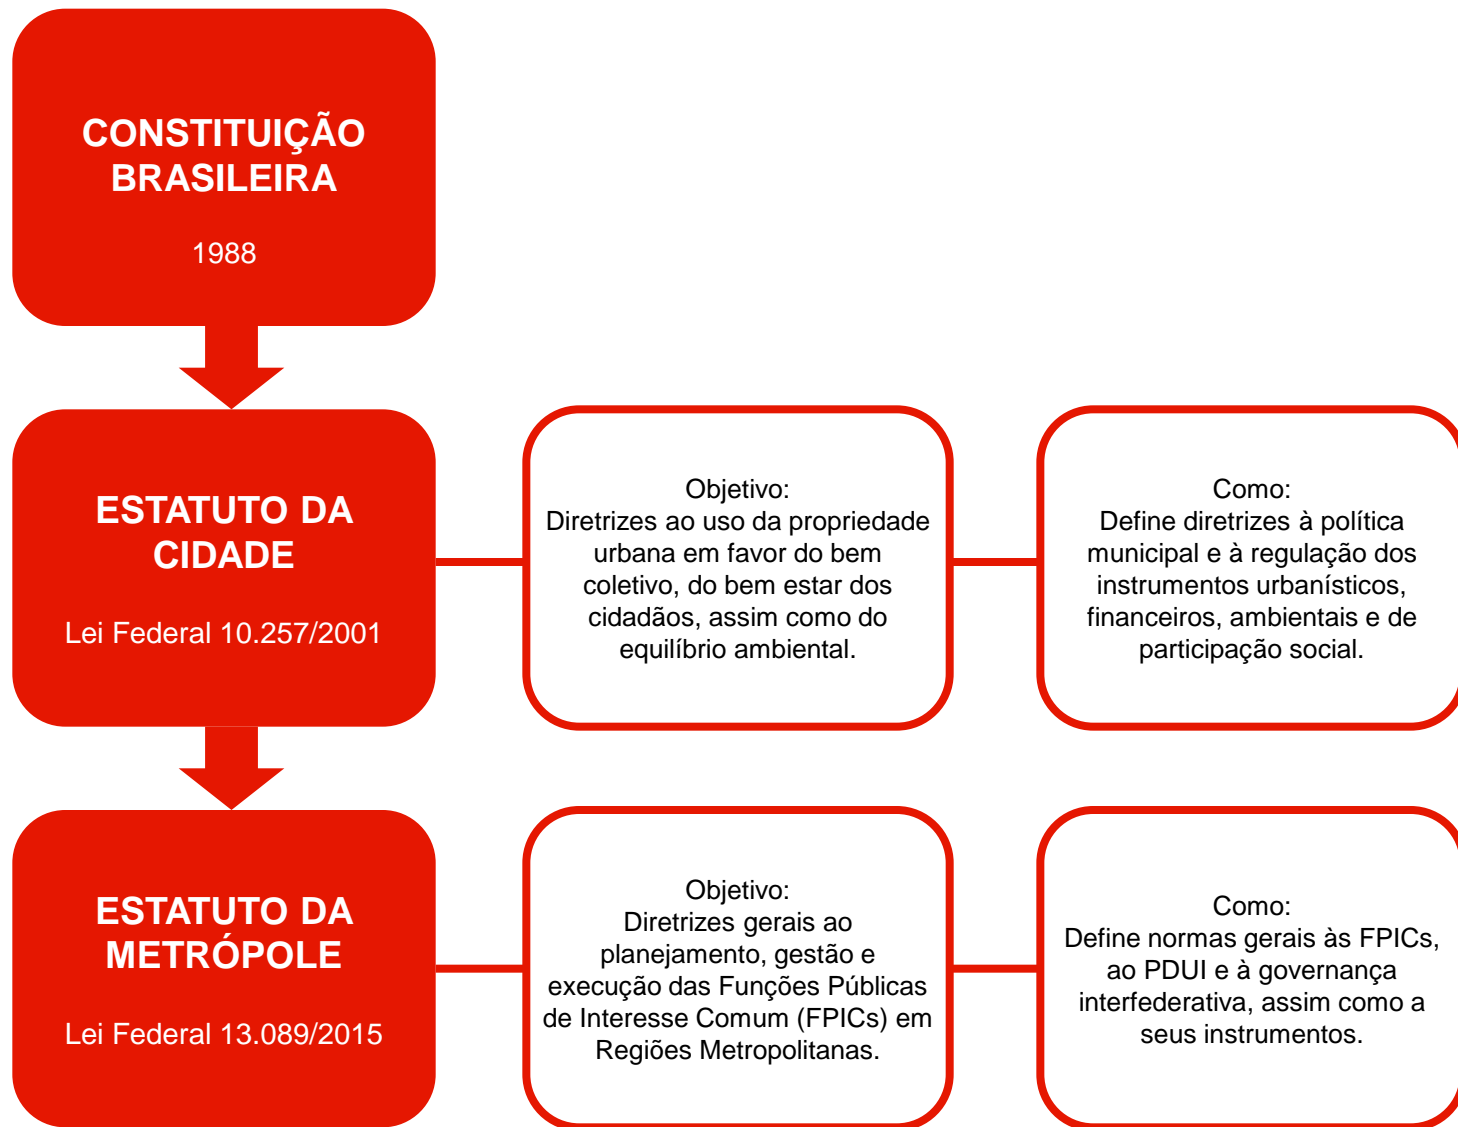 CONSTITUIÇÃO
BRASILEIRA
1988
ESTATUTO DA
CIDADE
Lei Federal 10.257/2001
Objetivo:
Diretrizes ao uso da propriedade
urbana em favor do bem
coletivo, do bem estar dos
cidadãos, assim como do
equilíbrio ambiental.
Como:
Define diretrizes à política
municipal e à regulação dos
instrumentos urbanísticos,
financeiros, ambientais e de
participação social.
ESTATUTO DA
METRÓPOLE
Lei Federal 13.089/2015
Objetivo:
Diretrizes gerais ao
planejamento, gestão e
execução das Funções Públicas
de Interesse Comum (FPICs) em
Regiões Metropolitanas.
Como:
Define normas gerais às FPICs,
ao PDUI e à governança
interfederativa, assim como a
seus instrumentos.